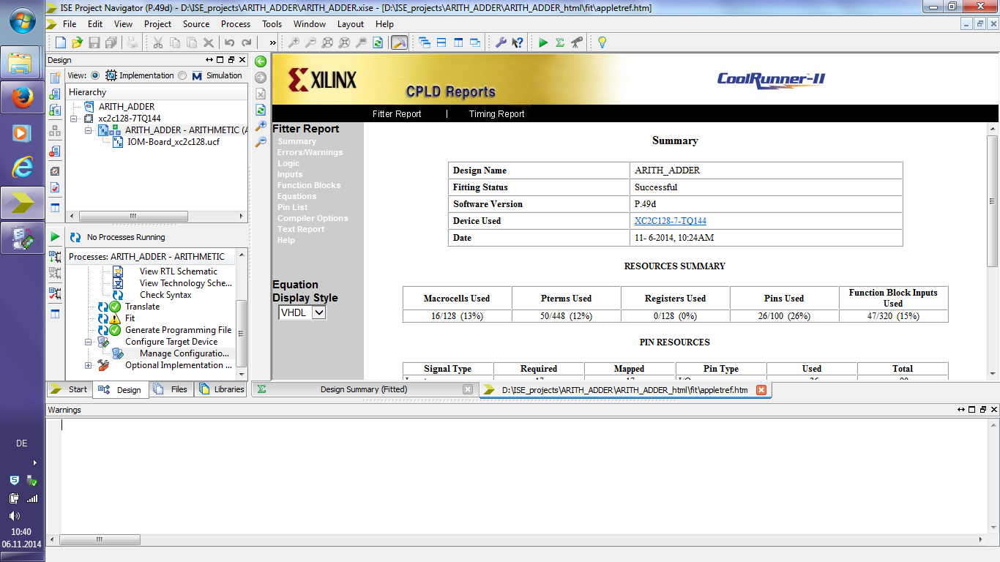 ISE Project Navigator (P.49d) - D:\ISE_projects\ARITH_ADDER\ARITH_ADDER.xise - [D:\ISE_projects\ARITH_ADDER\ARITH_ADDER_html\fit\appletref.htm]
File Edit View Project Source Process Tools Window Layout Help
Design
View: Implementation Simulation
Hierarchy
ARITH_ADDER
xc2c128-7TQ144
ARITH_ADDER - ARITHMETIC (A
IOM-Board_xc2c128.ucf
No Processes Running
Processes: ARITH_ADDER - ARITHMETIC
View RTL Schematic
View Technology Sche...
Check Syntax
Translate
Fit
Generate Programming File
Configure Target Device
Manage Configuratio...
Optional Implementation ...
Start Design Files Libraries
XILINX
CPLD Reports
CoolRunner-II
Fitter Report | Timing Report
Fitter Report
Summary
Errors/Warnings
Logic
Inputs
Function Blocks
Equations
Pin List
Compiler Options
Text Report
Help
Equation
Display Style
VHDL
Summary
Design Name ARITH_ADDER
Fitting Status Successful
Software Version P.49d
Device Used XC2C128-7-TQ144
Date 11- 6-2014, 10:24AM
RESOURCES SUMMARY
Macrocells Used Pterms Used Registers Used Pins Used Function Block Inputs Used
16/128 (13%) 50/448 (12%) 0/128 (0%) 26/100 (26%) 47/320 (15%)
PIN RESOURCES
Signal Type Required Mapped Pin Type Used Total
Design Summary (Fitted) D:\ISE_projects\ARITH_ADDER\ARITH_ADDER_html\fit\appletref.htm
Warnings
DE
10:40
06.11.2014